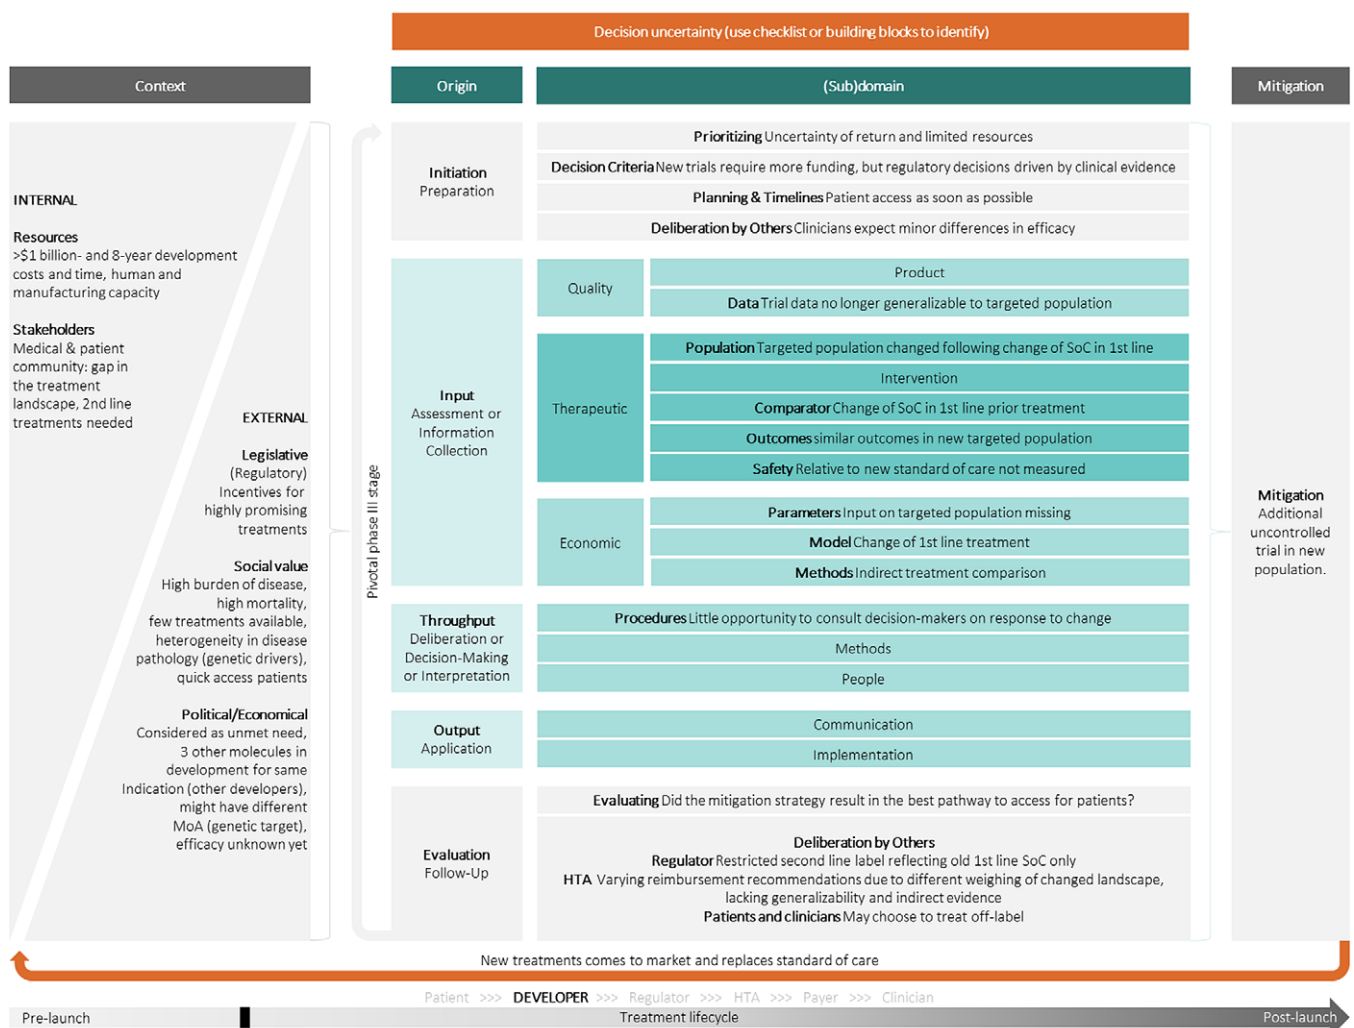 Decision uncertainty (use checklist or building blocks to identify)
Context
Origin
(Sub)domain
Mitigation
INTERNAL
Resources
>$1 billion- and 8-year development
costs and time, human and
manufacturing capacity
Stakeholders
Medical & patient
community: gap in
the treatment
landscape, 2nd line
treatments needed
EXTERNAL
Legislative
(Regulatory)
Incentives for
highly promising
treatments
Social value
High burden of disease,
high mortality,
few treatments available,
heterogeneity in disease
pathology (genetic drivers),
quick access patients
Political/Economical
Considered as unmet need,
3 other molecules in
development for same
Indication (other developers),
might have different
MoA (genetic target),
efficacy unknown yet
Pivotal phase III stage
Initiation
Preparation
Prioritizing Uncertainty of return and limited resources
Decision Criteria New trials require more funding, but regulatory decisions driven by clinical evidence
Planning & Timelines Patient access as soon as possible
Deliberation by Others Clinicians expect minor differences in efficacy
Input
Assessment or
Information
Collection
Quality
Product
Data Trial data no longer generalizable to targeted population
Therapeutic
Population Targeted population changed following change of SoC in 1st line
Intervention
Comparator Change of SoC in 1st line prior treatment
Outcomes similar outcomes in new targeted population
Safety Relative to new standard of care not measured
Economic
Parameters Input on targeted population missing
Model Change of 1st line treatment
Methods Indirect treatment comparison
Throughput
Deliberation or
Decision-Making
or Interpretation
Procedures Little opportunity to consult decision-makers on response to change
Methods
People
Output
Application
Communication
Implementation
Evaluation
Follow-Up
Evaluating Did the mitigation strategy result in the best pathway to access for patients?
Deliberation by Others
Regulator Restricted second line label reflecting old 1st line SoC only
HTA Varying reimbursement recommendations due to different weighing of changed landscape,
lacking generalizability and indirect evidence
Patients and clinicians May choose to treat off-label
Mitigation
Additional
uncontrolled
trial in new
population.
New treatments comes to market and replaces standard of care
Patient >>> DEVELOPER >>> Regulator >>> HTA >>> Payer >>> Clinician
Pre-launch
Treatment lifecycle
Post-launch